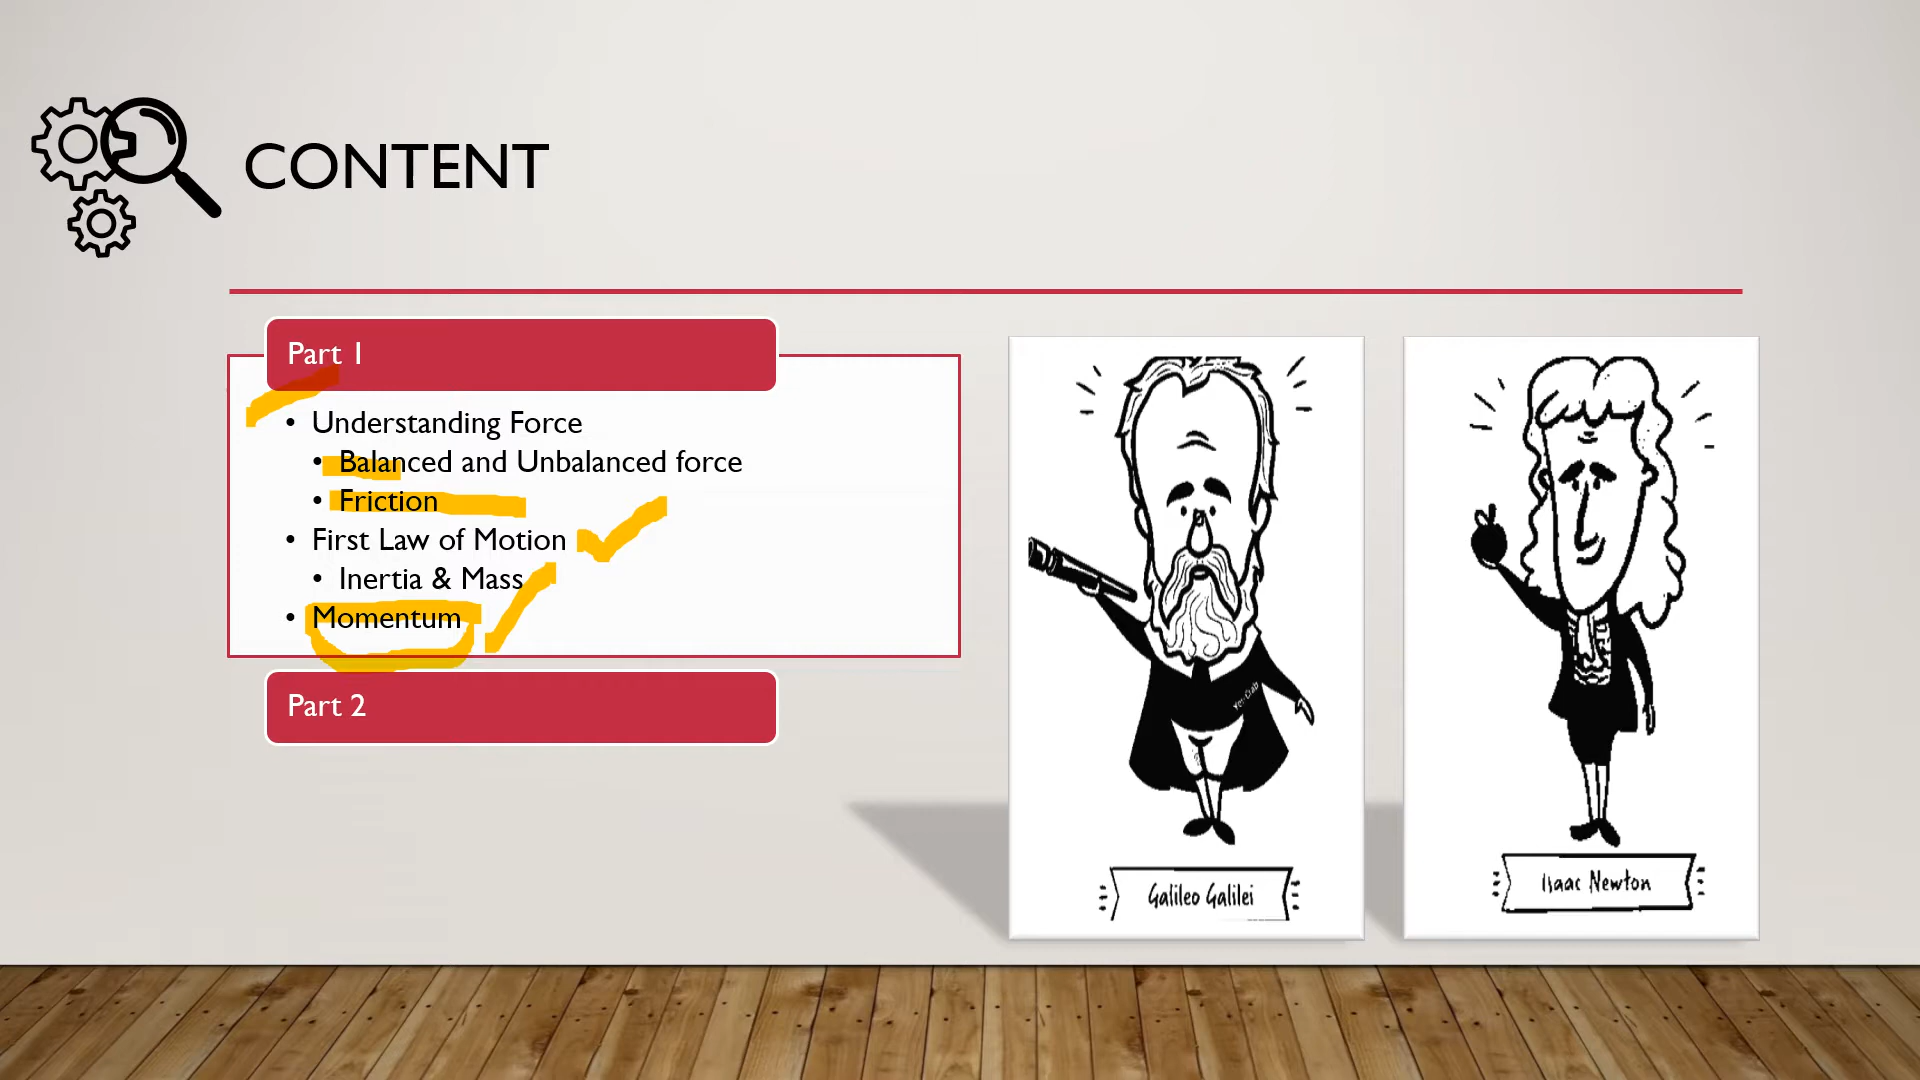 CONTENT
Part 1
• Understanding Force
• Balanced and Unbalanced force
• Friction
• First Law of Motion
• Inertia & Mass
• Momentum
Part 2
Galileo Galilei
Isaac Newton